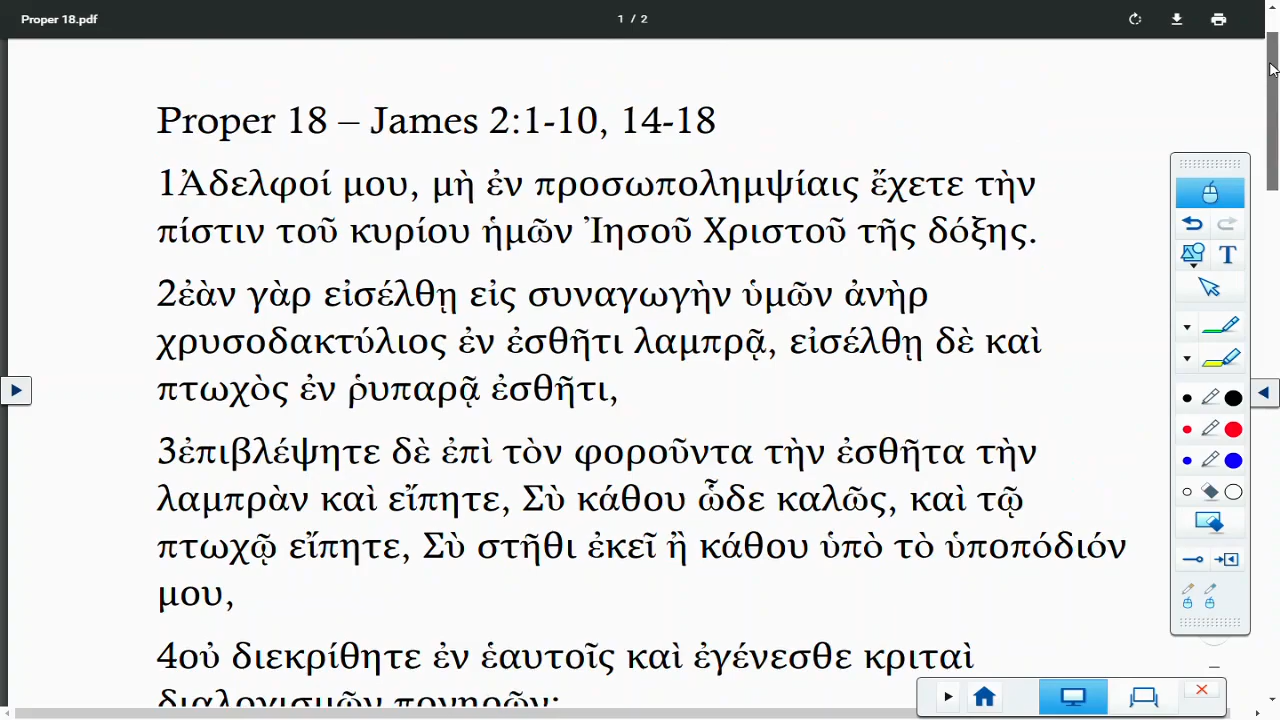 Proper 18.pdf
1 / 2
Proper 18 – James 2:1-10, 14-18
1Ἀδελφοί μου, μὴ ἐν προσωπολημψίαις ἔχετε τὴν
πίστιν τοῦ κυρίου ἡμῶν Ἰησοῦ Χριστοῦ τῆς δόξης.
2ἐὰν γὰρ εἰσέλθῃ εἰς συναγωγὴν ὑμῶν ἀνὴρ
χρυσοδακτύλιος ἐν ἐσθῆτι λαμπρᾷ, εἰσέλθῃ δὲ καὶ
πτωχὸς ἐν ῥυπαρᾷ ἐσθῆτι,
3ἐπιβλέψητε δὲ ἐπὶ τὸν φοροῦντα τὴν ἐσθῆτα τὴν
λαμπρὰν καὶ εἴπητε, Σὺ κάθου ὧδε καλῶς, καὶ τῷ
πτωχῷ εἴπητε, Σὺ στῆθι ἐκεῖ ἢ κάθου ὑπὸ τὸ ὑποπόδιόν
μου,
4οὐ διεκρίθητε ἐν ἑαυτοῖς καὶ ἐγένεσθε κριταὶ
διαλογισμῶν πονηρῶν;
T